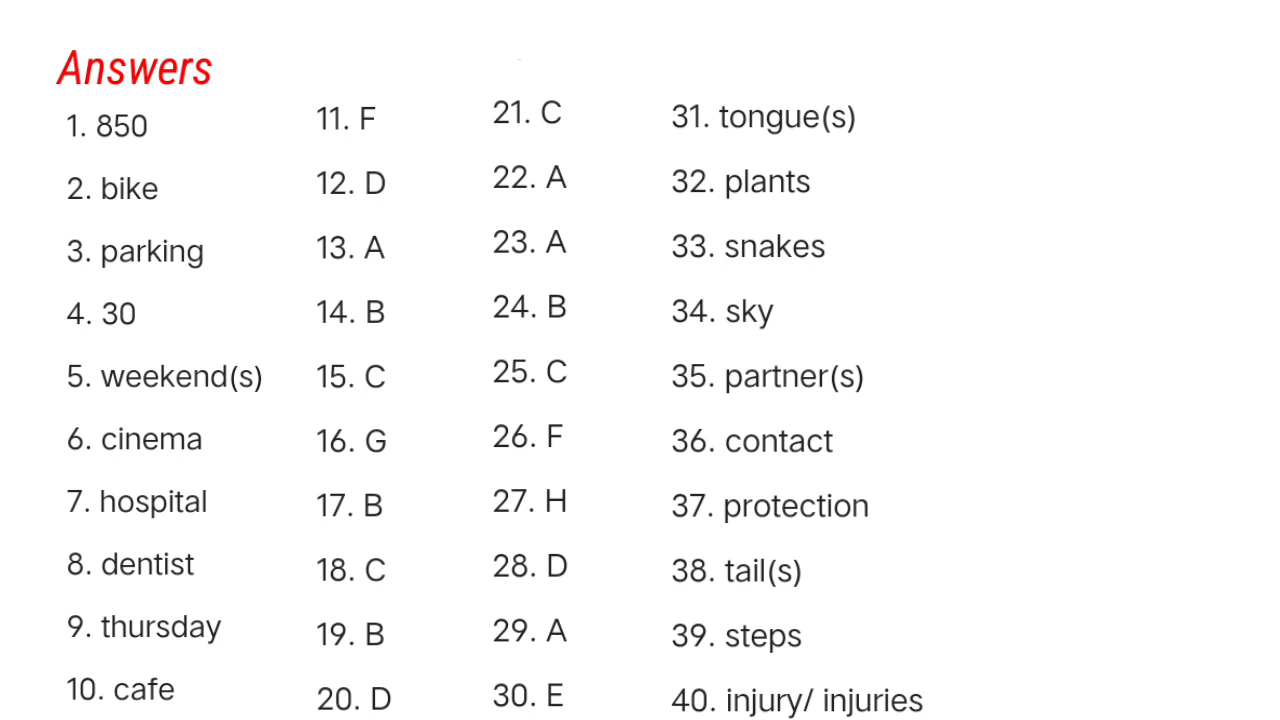 Answers
1. 850
2. bike
3. parking
4. 30
5. weekend(s)
6. cinema
7. hospital
8. dentist
9. thursday
10. cafe
11. F
12. D
13. A
14. B
15. C
16. G
17. B
18. C
19. B
20. D
21. C
22. A
23. A
24. B
25. C
26. F
27. H
28. D
29. A
30. E
31. tongue(s)
32. plants
33. snakes
34. sky
35. partner(s)
36. contact
37. protection
38. tail(s)
39. steps
40. injury/ injuries